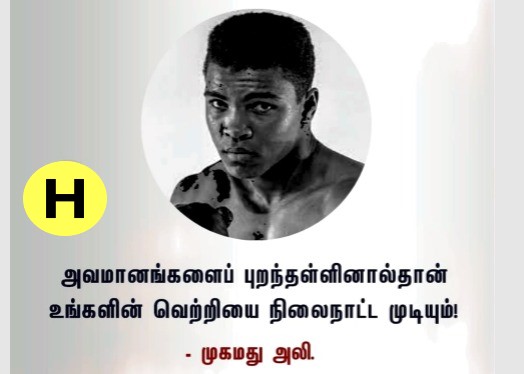 H
அவமானங்களைப் புறந்தள்ளினால்தான்
உங்களின் வெற்றியை நிலைநாட்ட முடியும்!
- முகமது அலி.